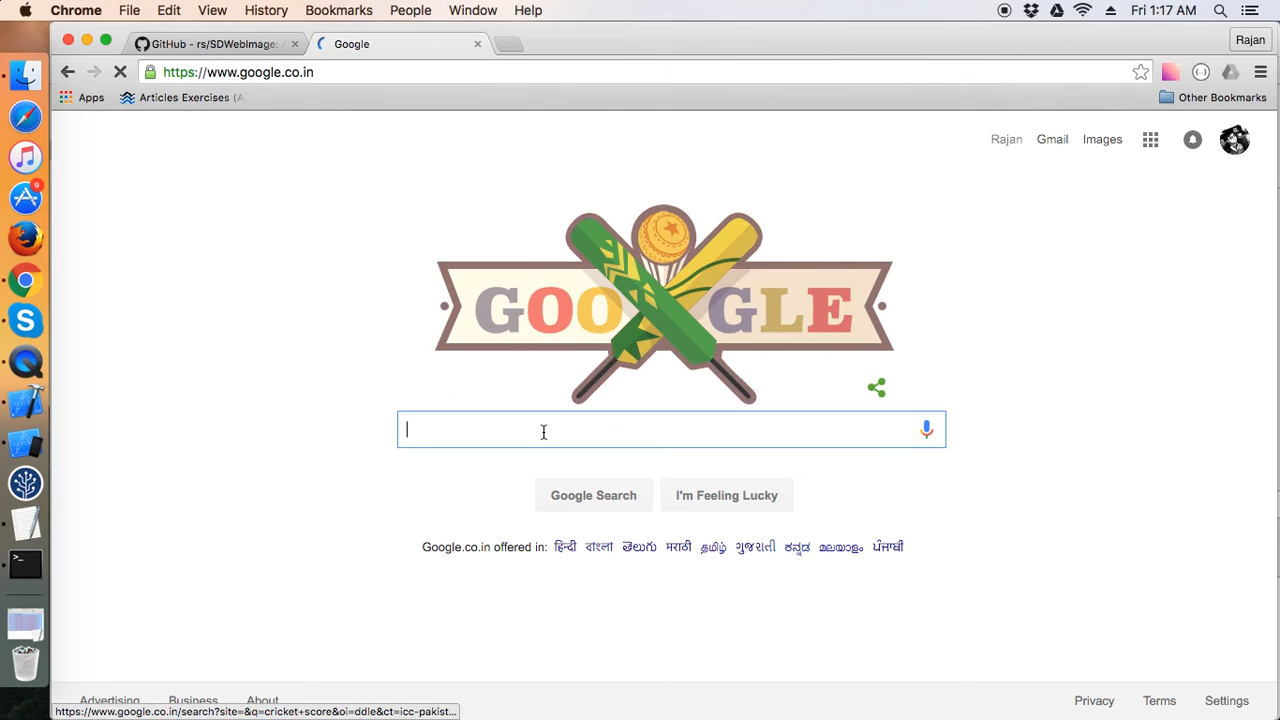 Chrome File Edit View History Bookmarks People Window Help Fri 1:17 AM
GitHub - rs/SDWebImage: Google Rajan
https://www.google.co.in
Apps Articles Exercises (A Other Bookmarks
Rajan Gmail Images
9
GOOGLE
S
Google Search I'm Feeling Lucky
Google.co.in offered in: हिन्दी বাংলা తెలుగు मराठी தமிழ் ગુજરાતી ಕನ್ನಡ മലയാളം ਪੰਜਾਬੀ
Advertising Business About Privacy Terms Settings
https://www.google.co.in/search?site=&q=cricket+score&oi=ddle&ct=icc-pakist...